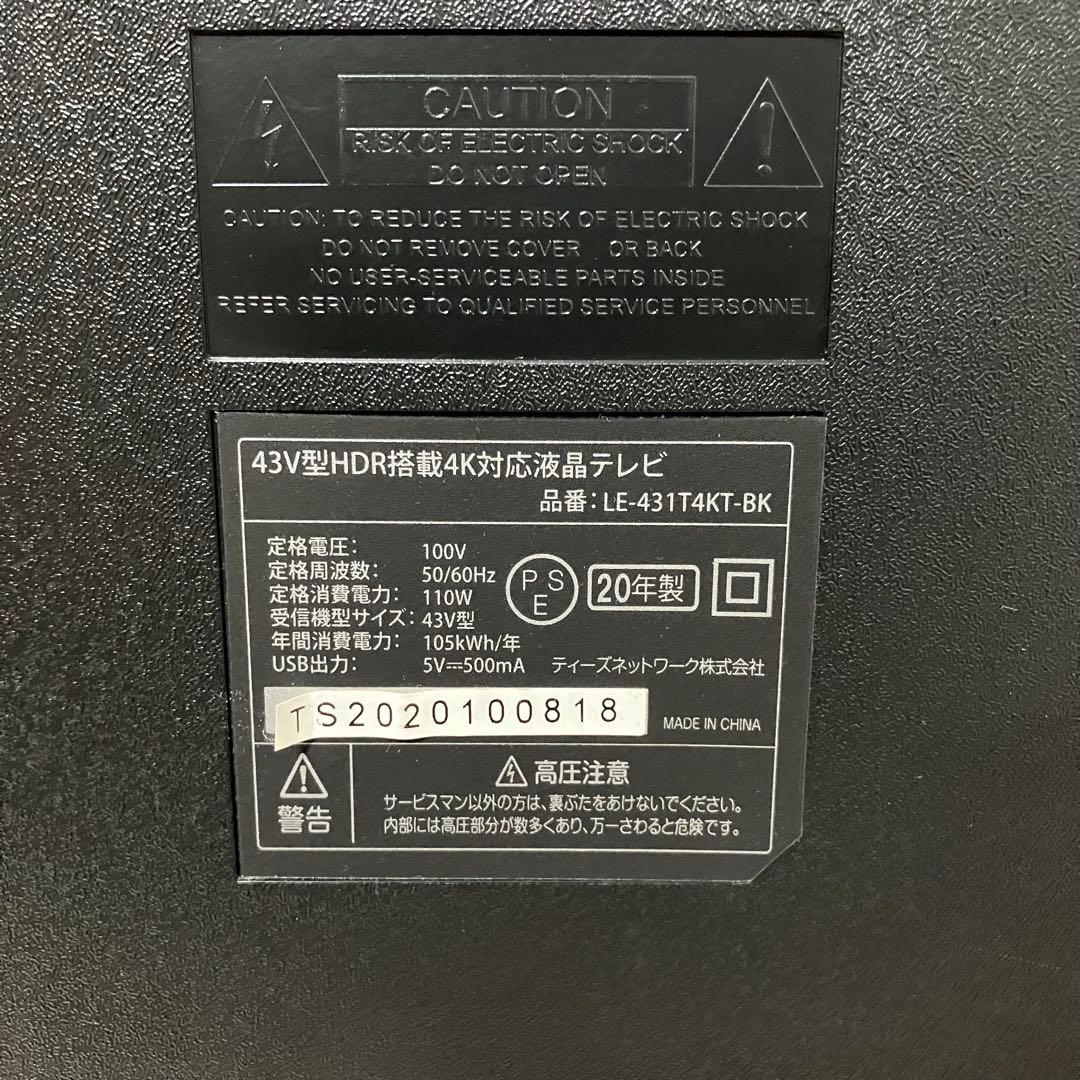 CAUTION
RISK OF ELECTRIC SHOCK
DO NOT OPEN
CAUTION: TO REDUCE THE RISK OF ELECTRIC SHOCK
DO NOT REMOVE COVER OR BACK
NO USER-SERVICEABLE PARTS INSIDE
REFER SERVICING TO QUALIFIED SERVICE PERSONNEL
43V型HDR搭載4K対応液晶テレビ
品番：LE-431T4KT-BK
定格電圧： 100V
定格周波数： 50/60Hz
定格消費電力： 110W
受信機型サイズ： 43V型
年間消費電力： 105kWh/年
USB出力： 5V⎓500mA
PSE
20年製
ティーズネットワーク株式会社
TS2020100818
MADE IN CHINA
警告
高圧注意
サービスマン以外の方は、裏ぶたをあけないでください。
内部には高圧部分が数多くあり、万一さわると危険です。